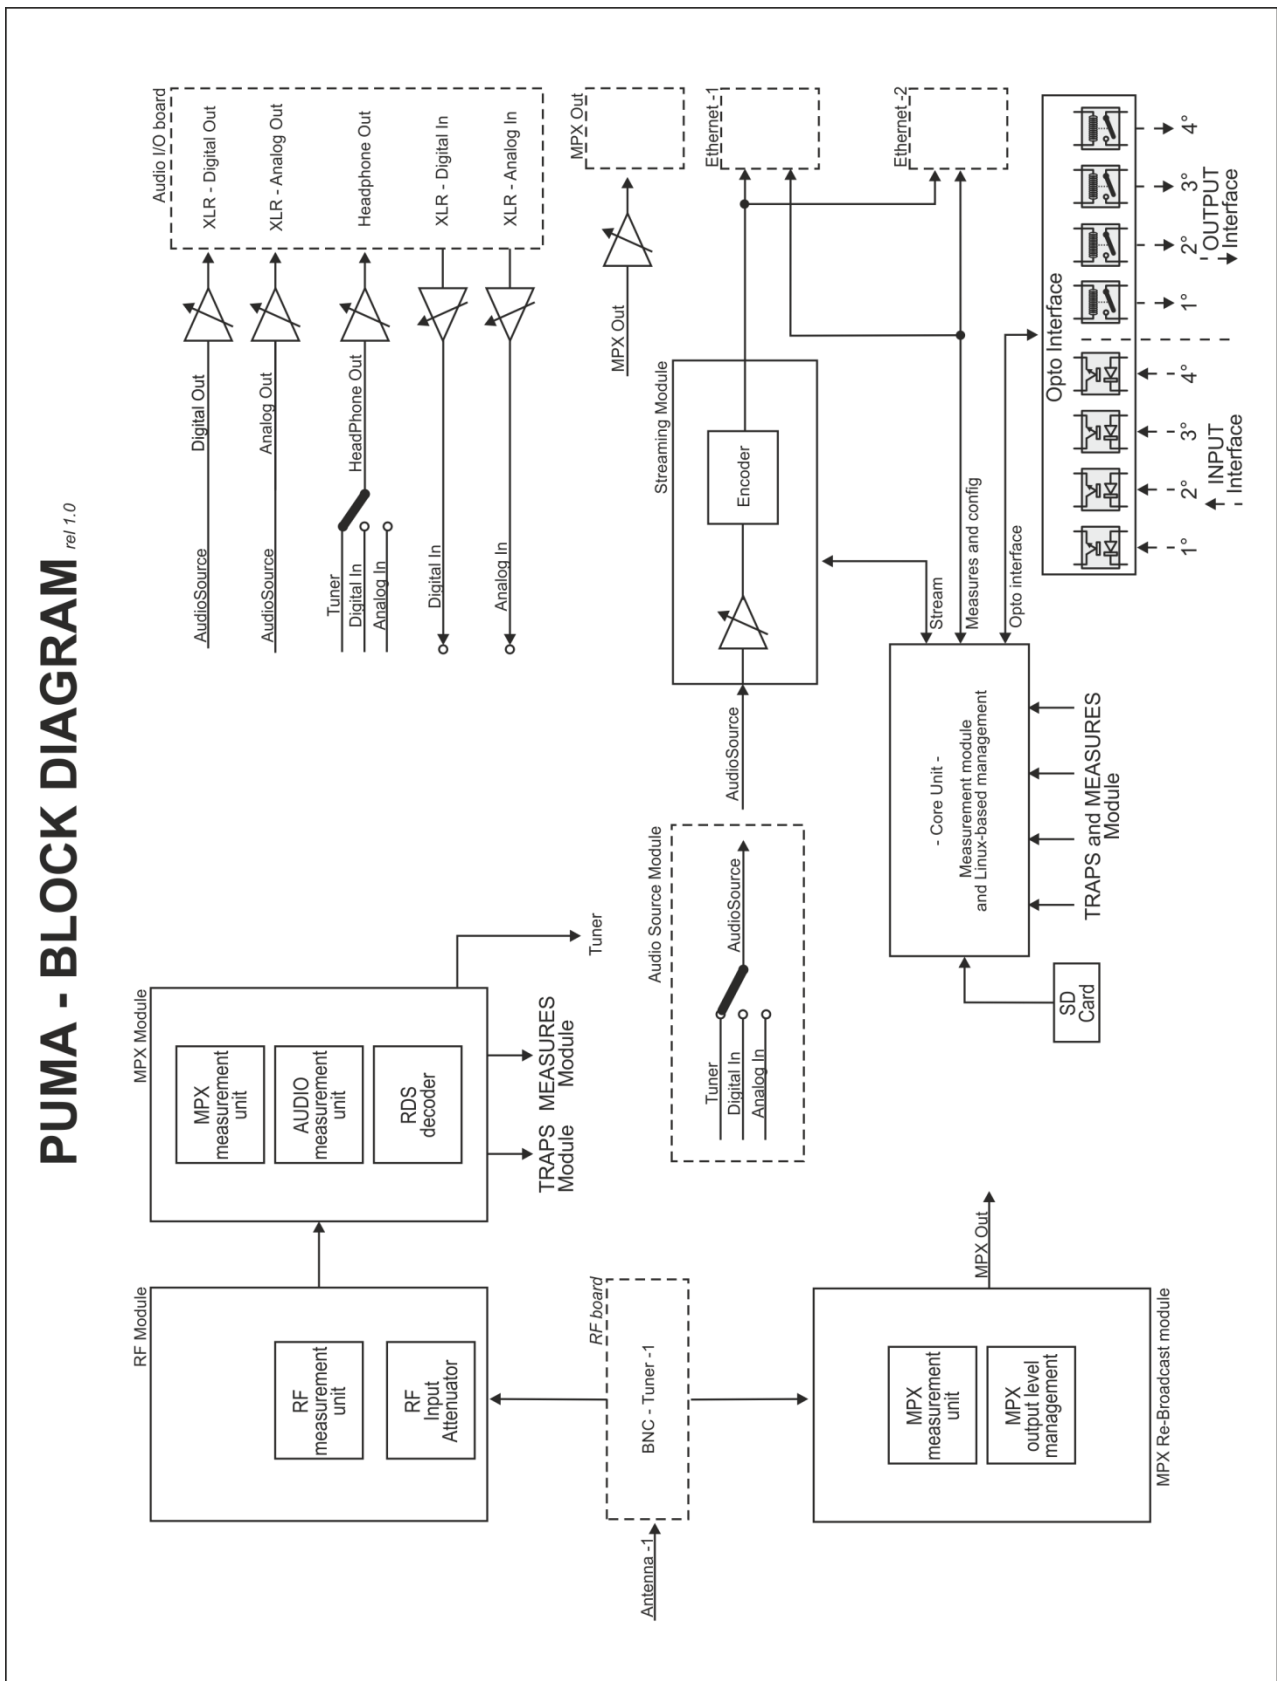 PUMA - BLOCK DIAGRAM rel 1.0
RF Module
RF
measurement
unit
RF
Input
Attenuator
MPX Module
MPX
measurement
unit
AUDIO
measurement
unit
RDS
decoder
TRAPS
Module
MEASURES
Module
Tuner
AudioSource
Digital Out
AudioSource
Analog Out
Tuner
Digital In
Analog In
HeadPhone Out
Digital In
Analog In
Audio I/O board
XLR - Digital Out
XLR - Analog Out
Headphone Out
XLR - Digital In
XLR - Analog In
Antenna -1
RF board
BNC - Tuner -1
MPX Re-Broadcast module
MPX
measurement
unit
MPX
output level
management
MPX Out
Audio Source Module
Tuner
Digital In
Analog In
AudioSource
AudioSource
Streaming Module
Encoder
MPX Out
MPX Out
Ethernet -1
Ethernet -2
SD
Card
- Core Unit -
Measurement module
and Linux-based management
TRAPS and MEASURES
Module
Stream
Measures and config
Opto interface
Opto Interface
1°
2°
3°
4°
1°
2°
3°
4°
INPUT
Interface
OUTPUT
Interface